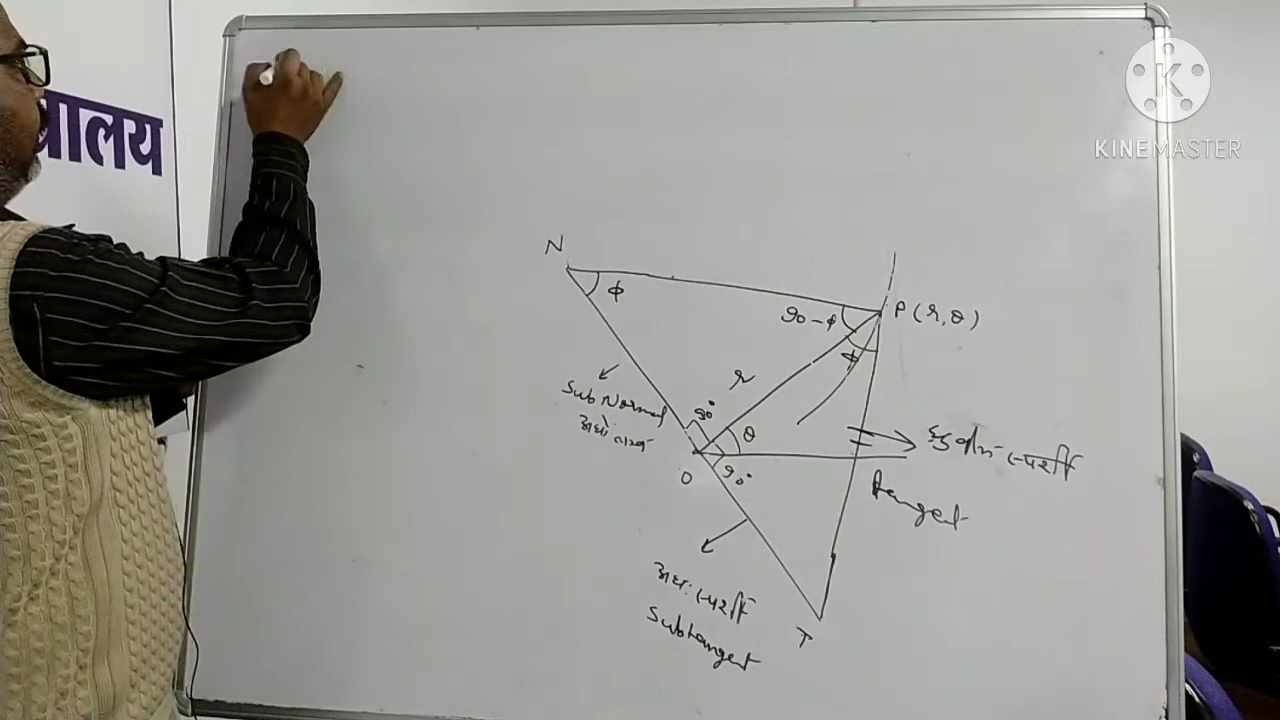 यालय
K
KINEMASTER
N
ϕ
90-ϕ
P(r,θ)
ϕ
r
Sub Normal
90°
θ
O
90°
ध्रुवीय स्पर्शी
Tangent
अधः स्पर्शी
Subtangent
T